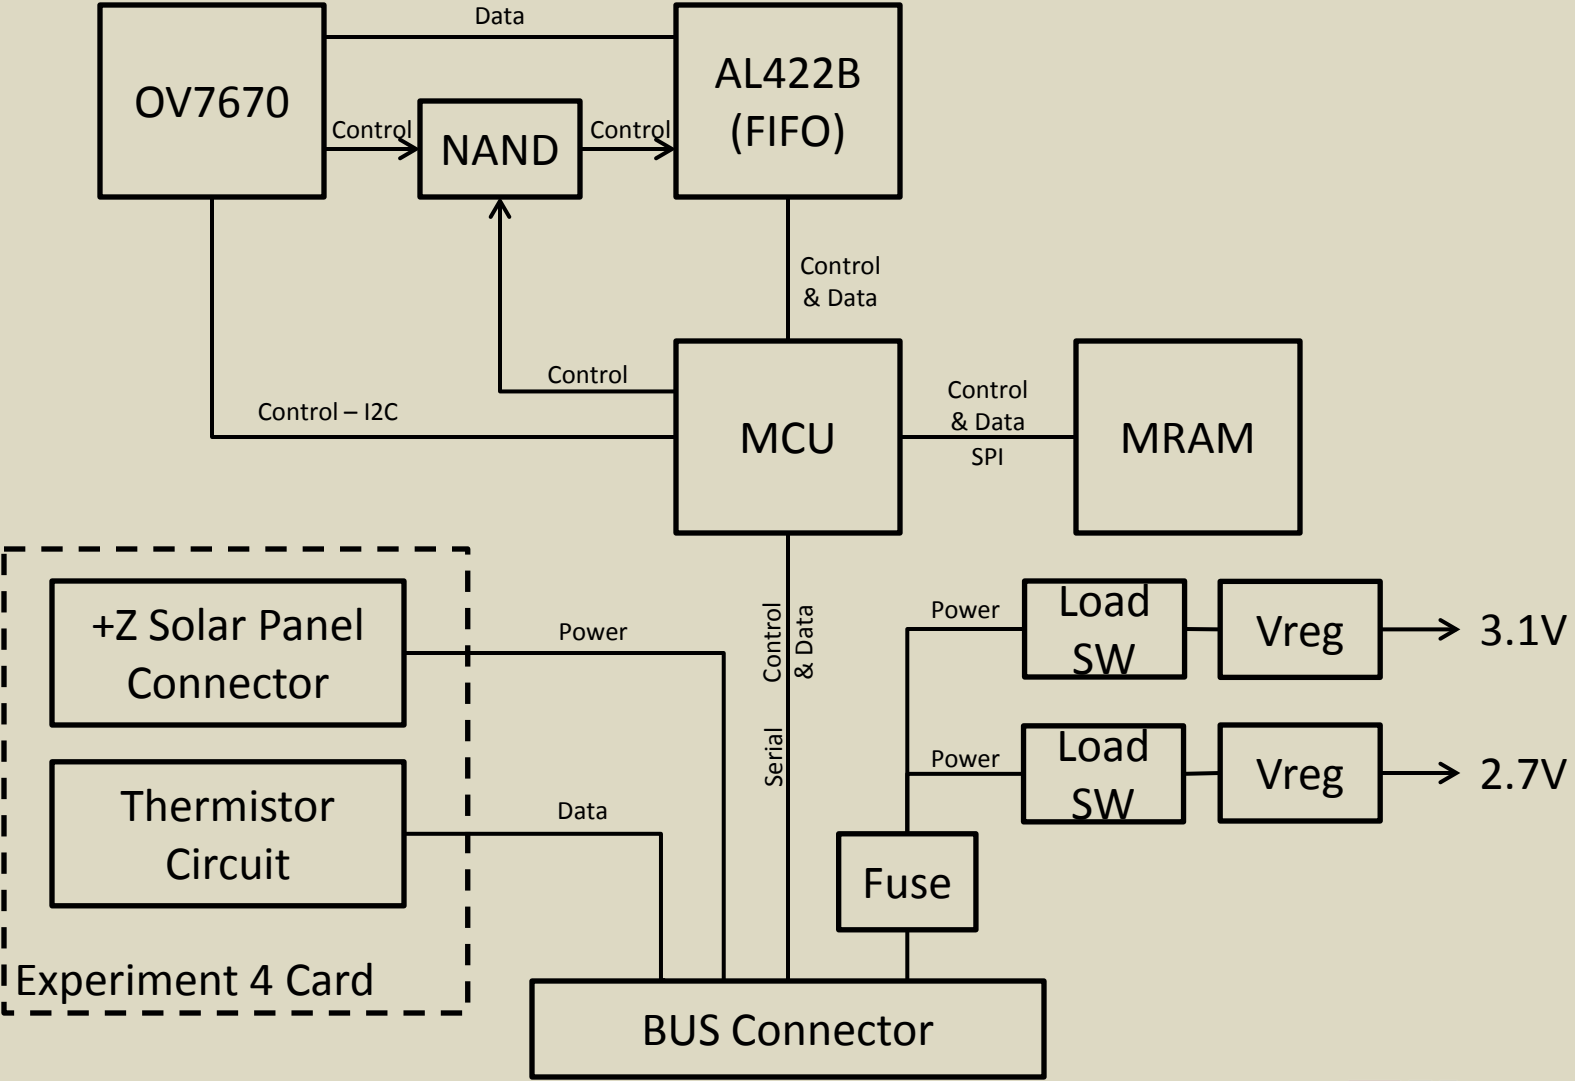 Data
OV7670
AL422B
(FIFO)
Control
NAND
Control
Control
& Data
Control
Control – I2C
MCU
Control
& Data
SPI
MRAM
+Z Solar Panel
Connector
Power
Control
& Data
Serial
Power
Load
SW
Vreg
3.1V
Power
Load
SW
Vreg
2.7V
Thermistor
Circuit
Data
Fuse
Experiment 4 Card
BUS Connector